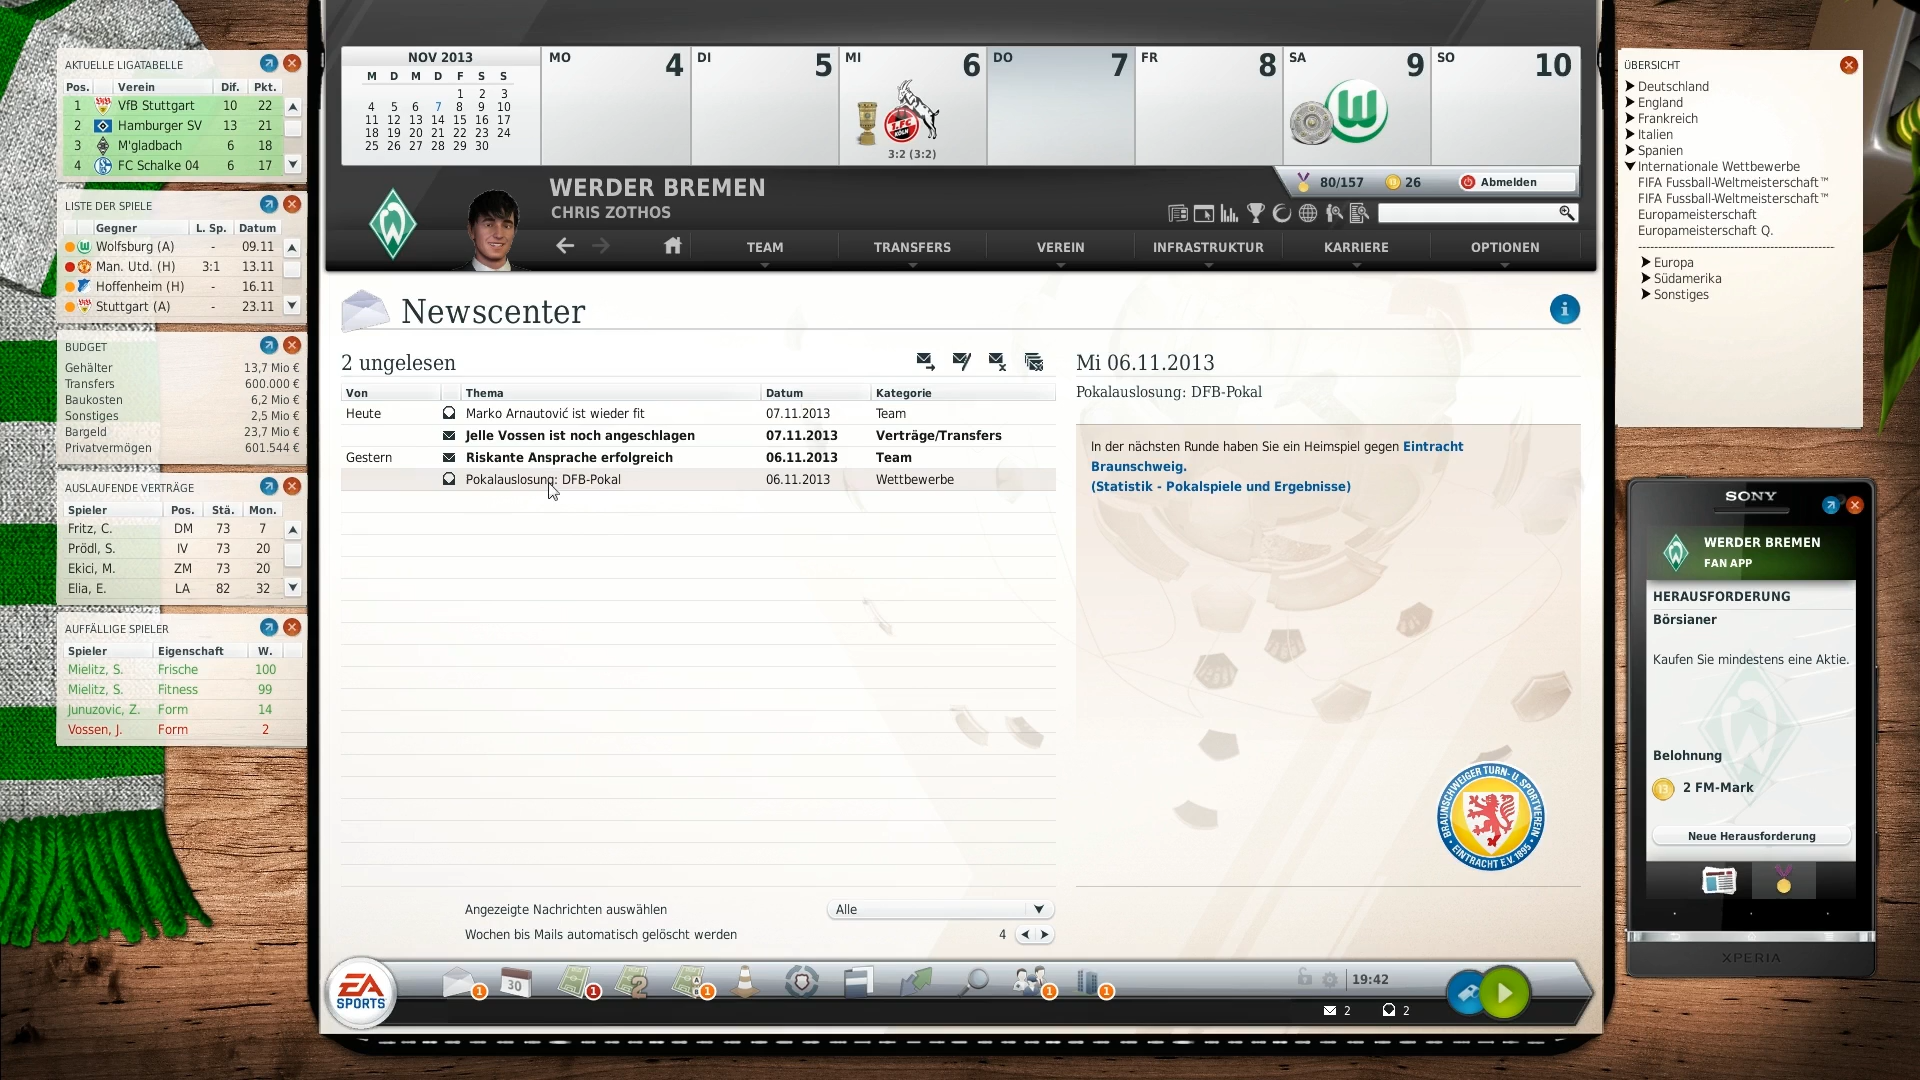 AKTUELLE LIGATABELLE
Pos. Verein Dif. Pkt.
1 VfB Stuttgart 10 22
2 Hamburger SV 13 21
3 M'gladbach 6 18
4 FC Schalke 04 6 17
LISTE DER SPIELE
Gegner L. Sp. Datum
Wolfsburg (A) - 09.11
Man. Utd. (H) 3:1 13.11
Hoffenheim (H) - 16.11
Stuttgart (A) - 23.11
BUDGET
Gehälter 13,7 Mio €
Transfers 600.000 €
Baukosten 6,2 Mio €
Sonstiges 2,5 Mio €
Bargeld 23,7 Mio €
Privatvermögen 601.544 €
AUSLAUFENDE VERTRÄGE
Spieler Pos. Stä. Mon.
Fritz, C. DM 73 7
Prödl, S. IV 73 20
Ekici, M. ZM 73 20
Elia, E. LA 82 32
AUFFÄLLIGE SPIELER
Spieler Eigenschaft W.
Mielitz, S. Frische 100
Mielitz, S. Fitness 99
Junuzovic, Z. Form 14
Vossen, J. Form 2
NOV 2013
M D M D F S S
1 2 3
4 5 6 7 8 9 10
11 12 13 14 15 16 17
18 19 20 21 22 23 24
25 26 27 28 29 30
MO 4 DI 5 MI 6 DO 7 FR 8 SA 9 SO 10
1.FC KÖLN
3:2 (3:2)
80/157 26 Abmelden
WERDER BREMEN
CHRIS ZOTHOS
TEAM TRANSFERS VEREIN INFRASTRUKTUR KARRIERE OPTIONEN
Newscenter
2 ungelesen
Von Thema Datum Kategorie
Heute Marko Arnautović ist wieder fit 07.11.2013 Team
Jelle Vossen ist noch angeschlagen 07.11.2013 Verträge/Transfers
Gestern Riskante Ansprache erfolgreich 06.11.2013 Team
Pokalauslosung: DFB-Pokal 06.11.2013 Wettbewerbe
Mi 06.11.2013
Pokalauslosung: DFB-Pokal
In der nächsten Runde haben Sie ein Heimspiel gegen Eintracht
Braunschweig.
(Statistik - Pokalspiele und Ergebnisse)
BRAUNSCHWEIGER TURN- U. SPORTVEREIN
EINTRACHT E.V. 1895
Angezeigte Nachrichten auswählen Alle
Wochen bis Mails automatisch gelöscht werden 4
EA
SPORTS
1 30 1 2 1 1 1
19:42
2 2
ÜBERSICHT
Deutschland
England
Frankreich
Italien
Spanien
Internationale Wettbewerbe
FIFA Fussball-Weltmeisterschaft™
FIFA Fussball-Weltmeisterschaft™
Europameisterschaft
Europameisterschaft Q.
Europa
Südamerika
Sonstiges
SONY
WERDER BREMEN
FAN APP
HERAUSFORDERUNG
Börsianer
Kaufen Sie mindestens eine Aktie.
Belohnung
13 2 FM-Mark
Neue Herausforderung
XPERIA